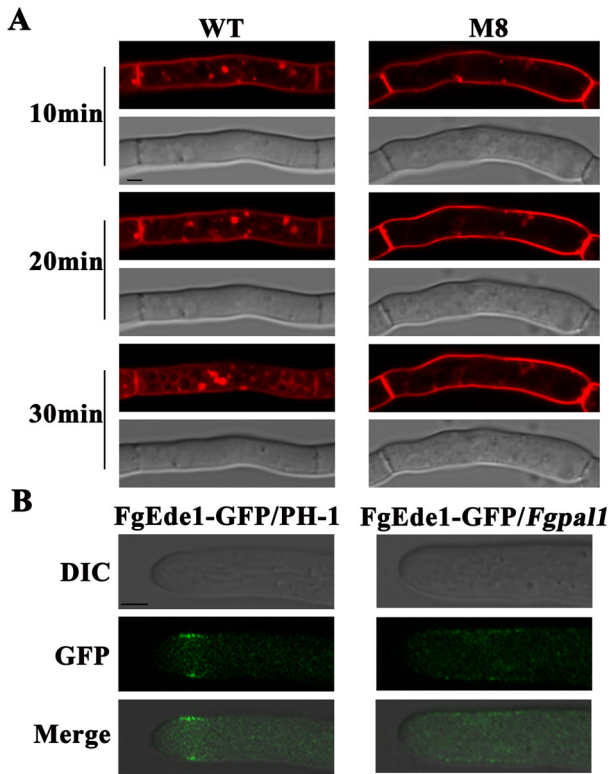 A
WT M8
10min
20min
30min
B
FgEde1-GFP/PH-1 FgEde1-GFP/Fgpal1
DIC
GFP
Merge